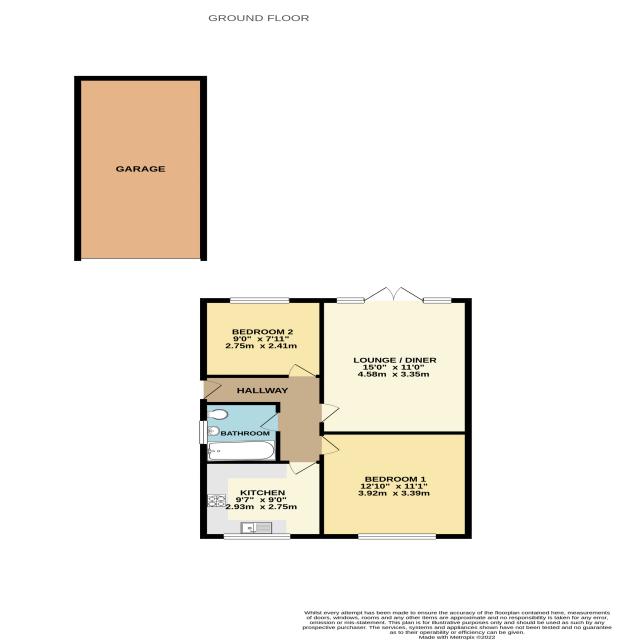 GROUND FLOOR
GARAGE
BEDROOM 2
9'0" x 7'11"
2.75m x 2.41m
LOUNGE / DINER
15'0" x 11'0"
4.58m x 3.35m
HALLWAY
BATHROOM
KITCHEN
9'7" x 9'0"
2.93m x 2.75m
BEDROOM 1
12'10" x 11'1"
3.92m x 3.39m
Whilst every attempt has been made to ensure the accuracy of the floorplan contained here, measurements
of doors, windows, rooms and any other items are approximate and no responsibility is taken for any error,
omission or mis-statement. This plan is for illustrative purposes only and should be used as such by any
prospective purchaser. The services, systems and appliances shown have not been tested and no guarantee
as to their operability or efficiency can be given.
Made with Metropix ©2022